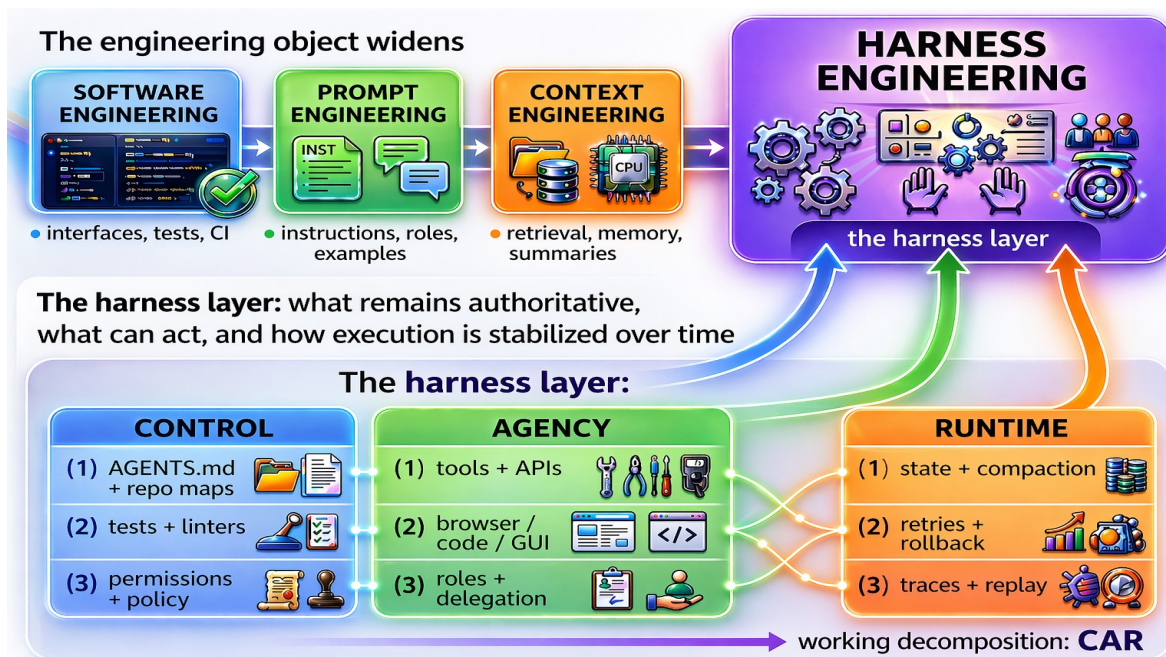 The engineering object widens
SOFTWARE
ENGINEERING
PROMPT
ENGINEERING
INST
CONTEXT
ENGINEERING
CPU
HARNESS
ENGINEERING
the harness layer
• interfaces, tests, CI
• instructions, roles,
examples
• retrieval, memory,
summaries
The harness layer: what remains authoritative,
what can act, and how execution is stabilized over time
The harness layer:
CONTROL
(1) AGENTS.md
+ repo maps
(2) tests + linters
(3) permissions
+ policy
AGENCY
(1) tools + APIs
(2) browser /
code / GUI
</>
(3) roles +
delegation
RUNTIME
(1) state + compaction
(2) retries +
rollback
(3) traces + replay
working decomposition: CAR